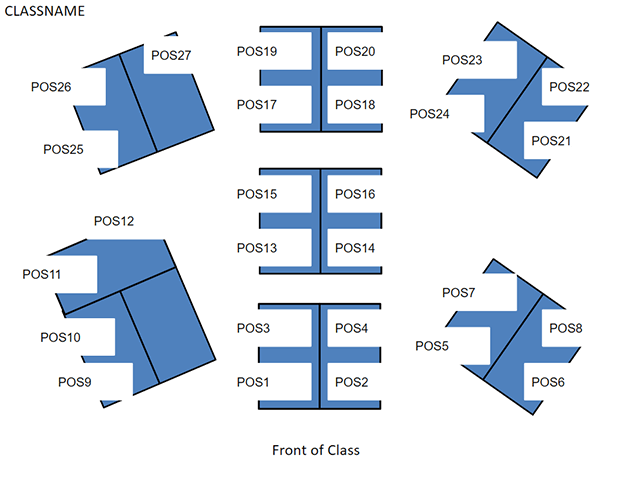 CLASSNAME
POS19 POS20
POS27
POS23
POS26
POS22
POS17 POS18
POS24
POS25
POS21
POS15 POS16
POS12
POS13 POS14
POS11
POS7
POS3 POS4
POS8
POS10
POS5
POS9
POS1 POS2
POS6
Front of Class